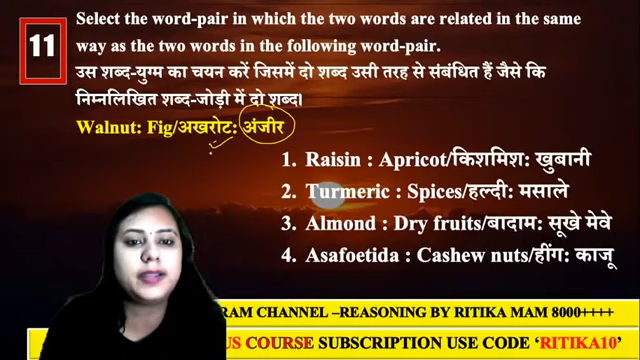 11
Select the word-pair in which the two words are related in the same
way as the two words in the following word-pair.
उस शब्द-युग्म का चयन करें जिसमें दो शब्द उसी तरह से संबंधित हैं जैसे कि
निम्नलिखित शब्द-जोड़ी में दो शब्द।
Walnut: Fig/अखरोट: अंजीर
1. Raisin : Apricot/किशमिश: खुबानी
2. Turmeric : Spices/हल्दी: मसाले
3. Almond : Dry fruits/बादाम: सूखे मेवे
4. Asafoetida : Cashew nuts/हींग: काजू
RAM CHANNEL –REASONING BY RITIKA MAM 8000++++
US COURSE SUBSCRIPTION USE CODE ‘RITIKA10’